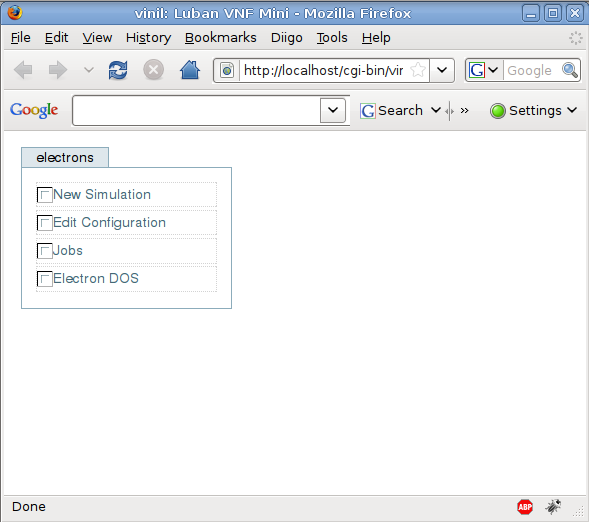 vinil: Luban VNF Mini - Mozilla Firefox
File Edit View History Bookmarks Diigo Tools Help
http://localhost/cgi-bin/vir G Google
Google G Search » Settings
electrons
New Simulation
Edit Configuration
Jobs
Electron DOS
Done ABP